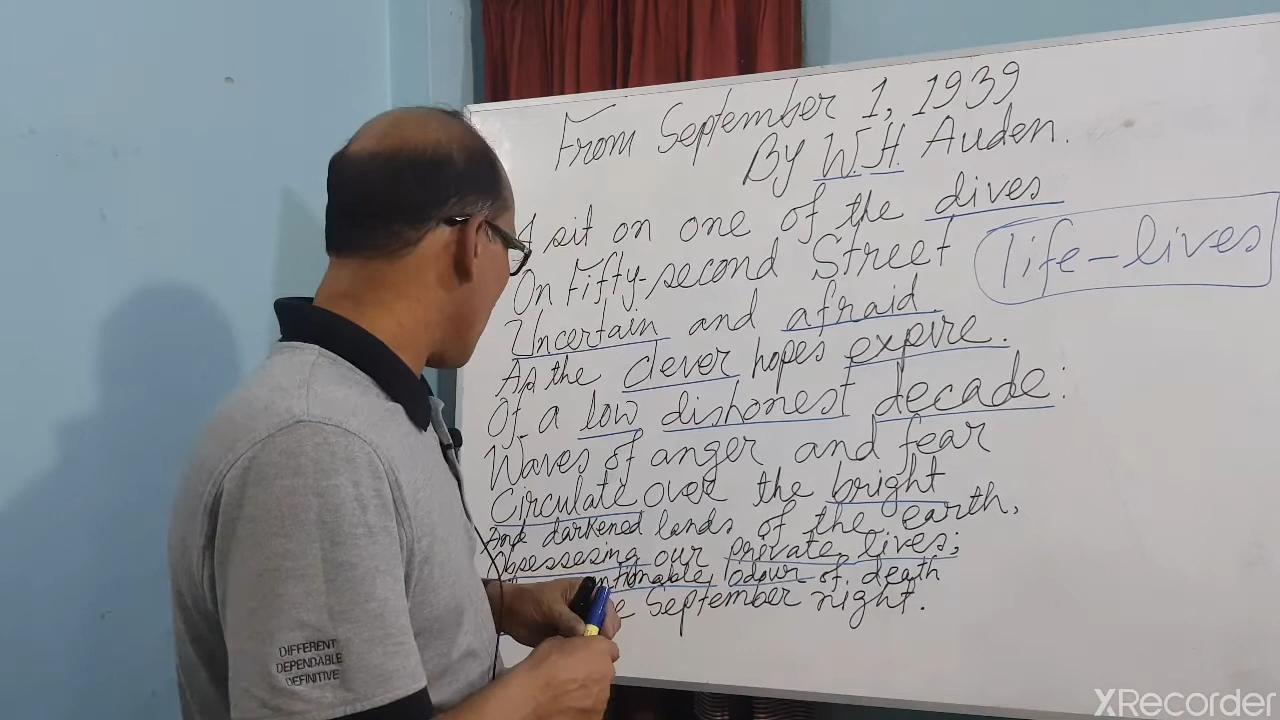 From September 1, 1939
By W.H. Auden.
I sit on one of the dives
On Fifty-second Street
Uncertain and afraid
As the clever hopes expire.
Of a low dishonest decade:
Waves of anger and fear
Circulate over the bright
And darkened lands of the earth,
Obsessesing our private lives;
odour of death
September night.
life-lives
DIFFERENT
DEPENDABLE
DEFINITIVE
XRecorder